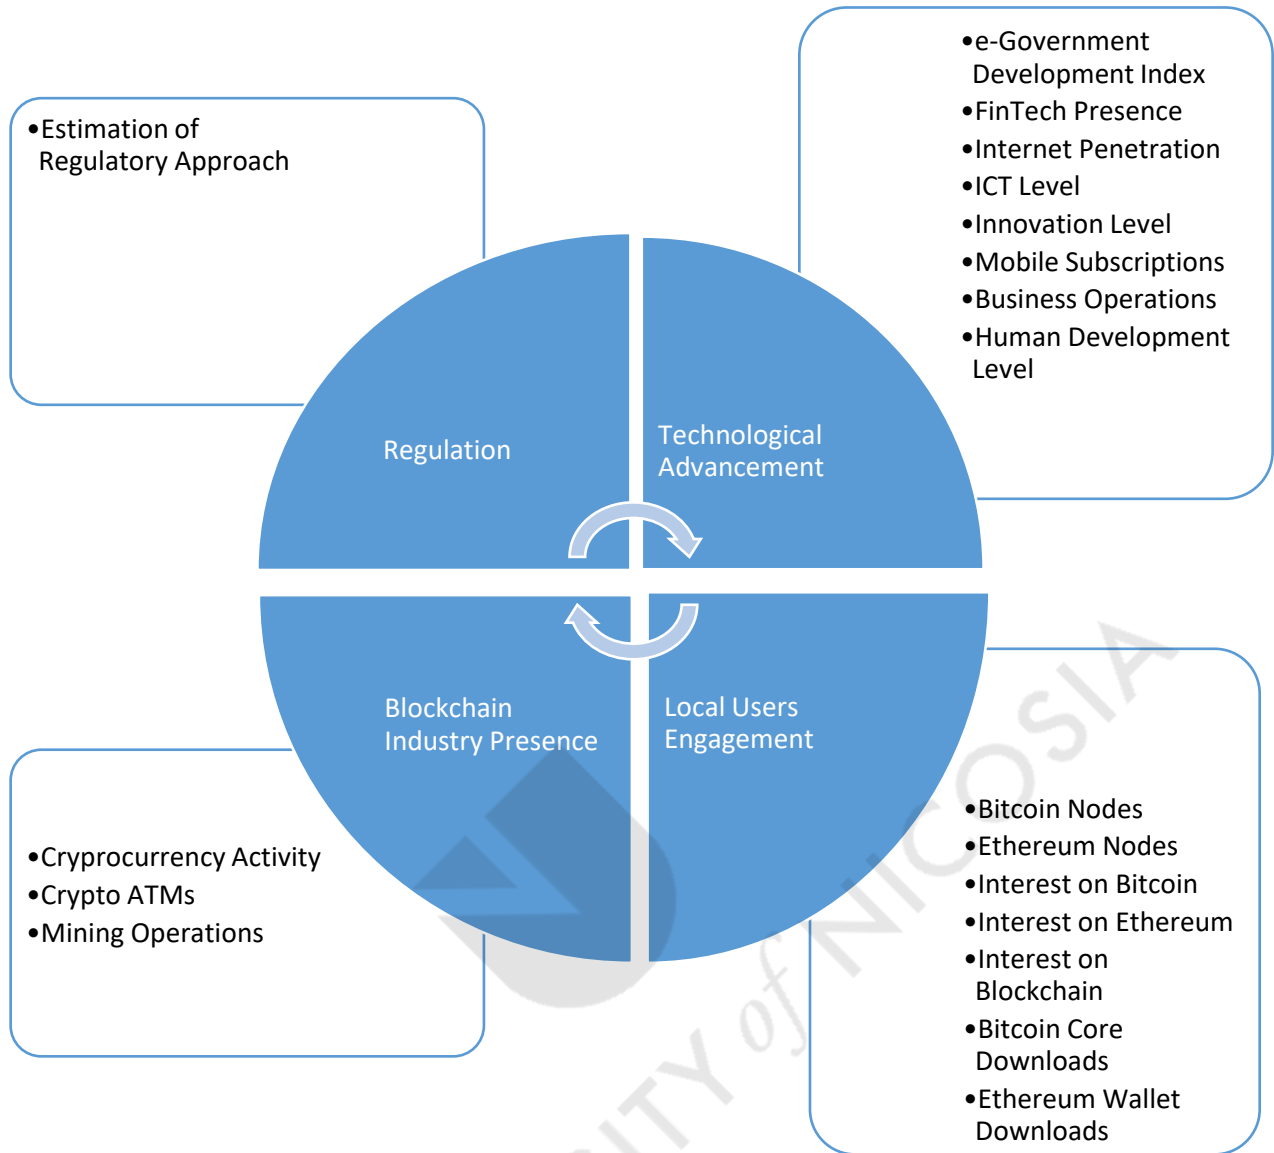 •Estimation of
Regulatory Approach
•e-Government
Development Index
•FinTech Presence
•Internet Penetration
•ICT Level
•Innovation Level
•Mobile Subscriptions
•Business Operations
•Human Development
Level
Regulation
Technological
Advancement
Blockchain
Industry Presence
Local Users
Engagement
•Cryprocurrency Activity
•Crypto ATMs
•Mining Operations
•Bitcoin Nodes
•Ethereum Nodes
•Interest on Bitcoin
•Interest on Ethereum
•Interest on
Blockchain
•Bitcoin Core
Downloads
•Ethereum Wallet
Downloads
SITY of NICOSIA